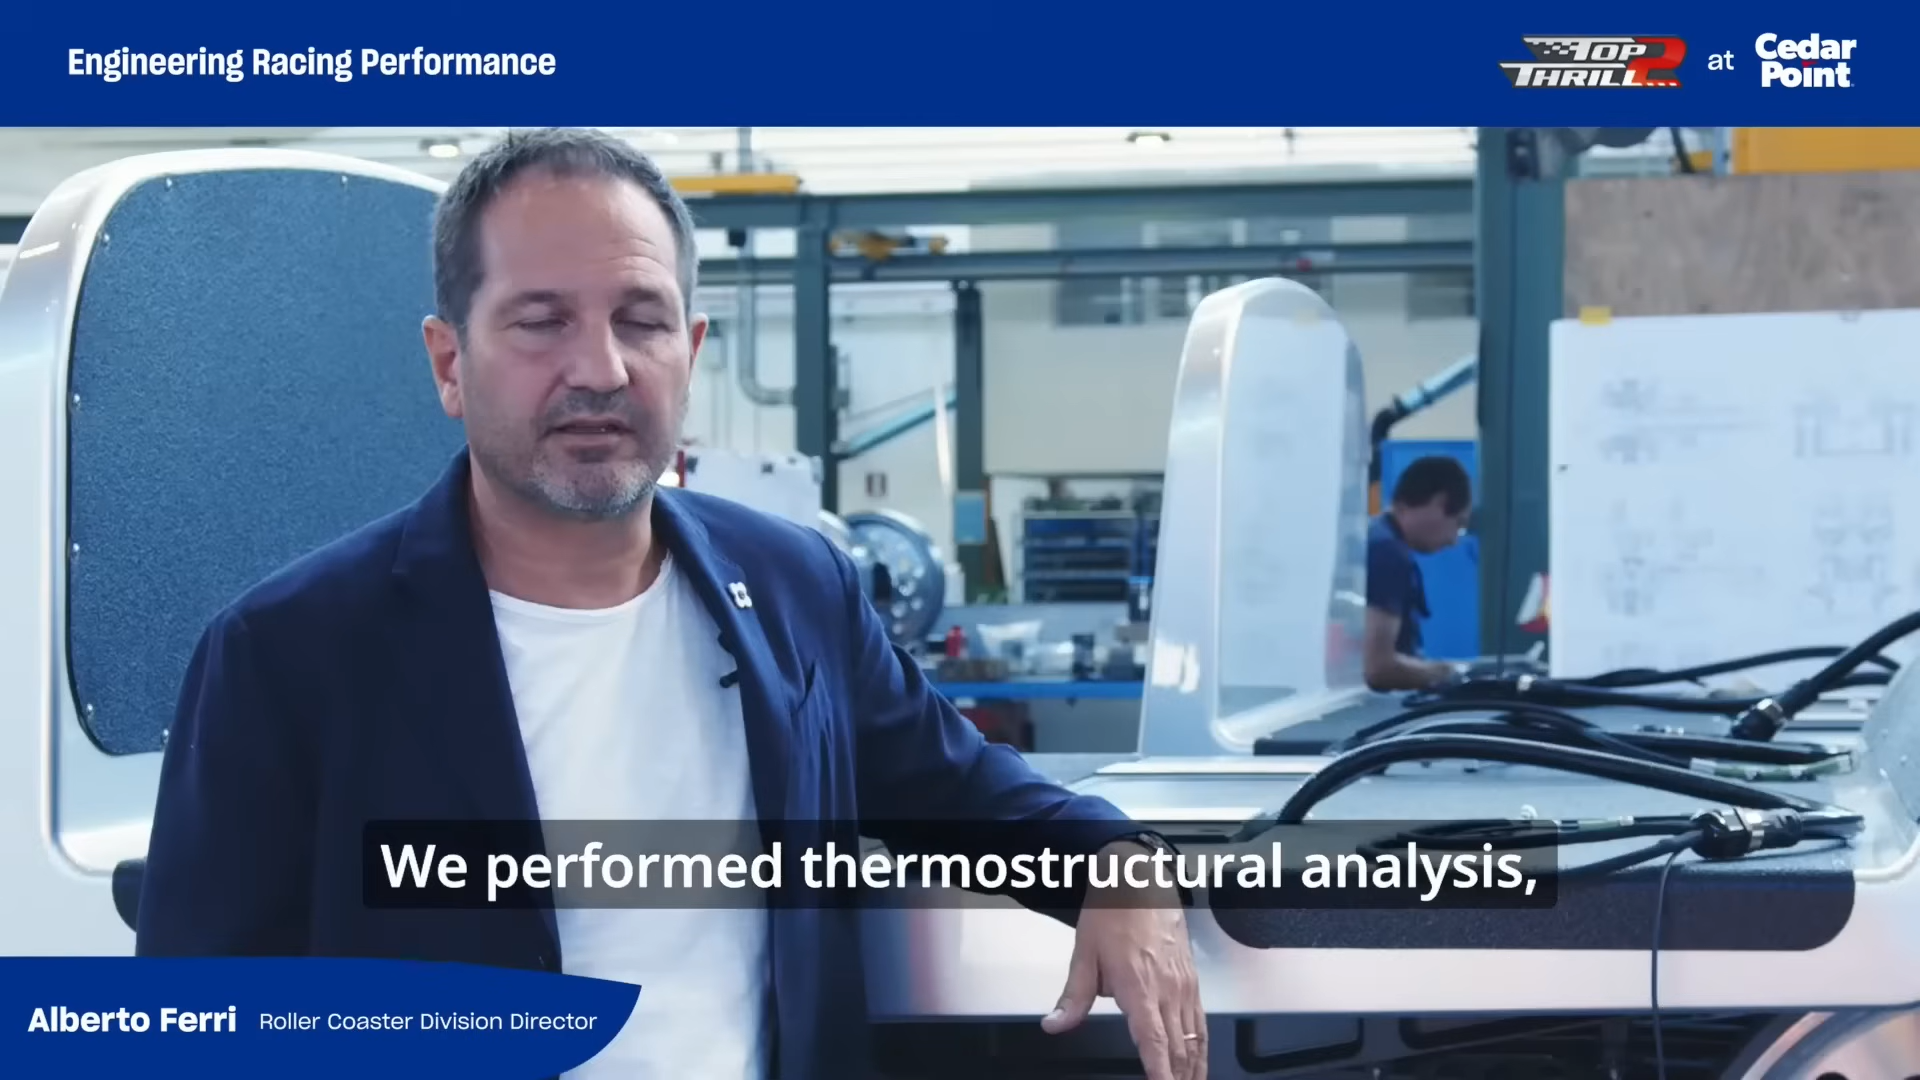 Engineering Racing Performance
TOP THRILL 2 at Cedar Point
We performed thermostructural analysis,
Alberto Ferri Roller Coaster Division Director